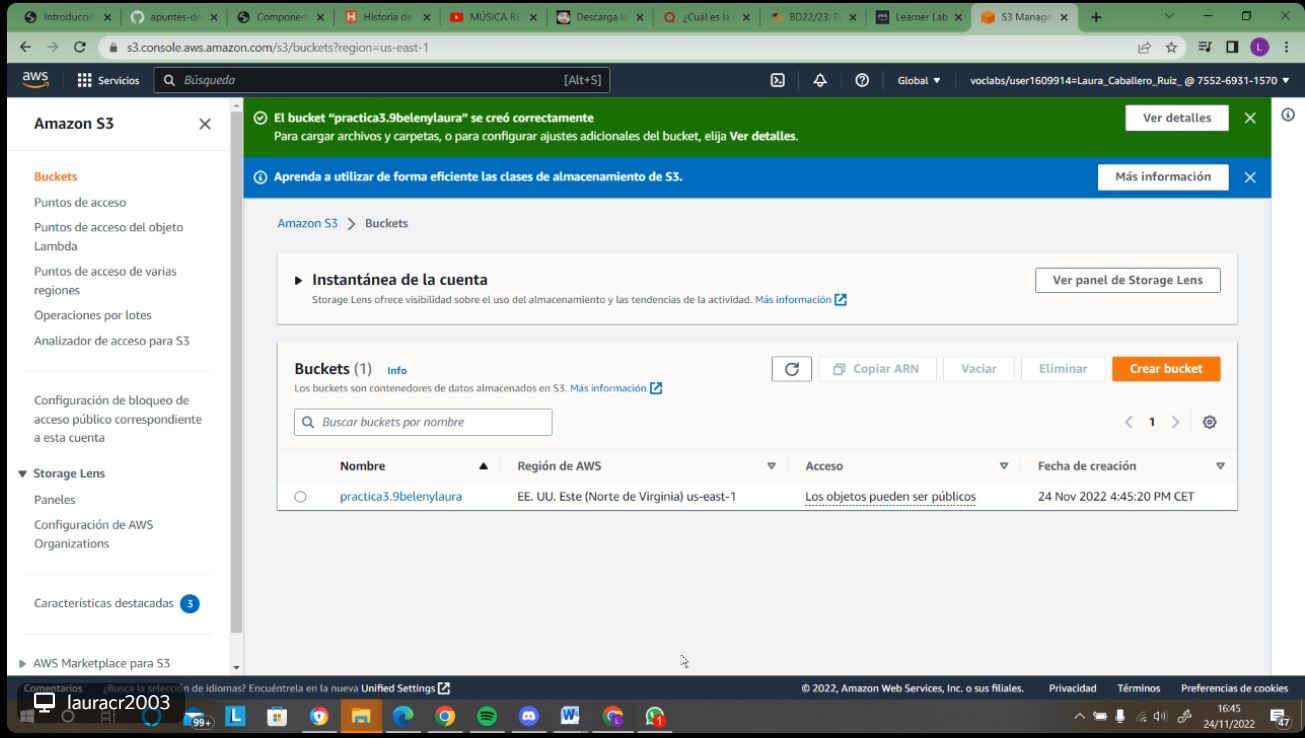 Introducció
apuntes-de
Component
Historia de
MÚSICA RE
Descarga la
¿Cuál es la
BD22/23: P
Learner Lab
S3 Manage
s3.console.aws.amazon.com/s3/buckets?region=us-east-1
L
aws
Servicios
Búsqueda
[Alt+S]
Global
voclabs/user1609914=Laura_Caballero_Ruiz_ @ 7552-6931-1570
Amazon S3
Buckets
Puntos de acceso
Puntos de acceso del objeto
Lambda
Puntos de acceso de varias
regiones
Operaciones por lotes
Analizador de acceso para S3
Configuración de bloqueo de
acceso público correspondiente
a esta cuenta
Storage Lens
Paneles
Configuración de AWS
Organizations
Características destacadas 3
AWS Marketplace para S3
El bucket “practica3.9belenylaura” se creó correctamente
Para cargar archivos y carpetas, o para configurar ajustes adicionales del bucket, elija Ver detalles.
Ver detalles
Aprenda a utilizar de forma eficiente las clases de almacenamiento de S3.
Más información
Amazon S3
Buckets
Instantánea de la cuenta
Storage Lens ofrece visibilidad sobre el uso del almacenamiento y las tendencias de la actividad. Más información
Ver panel de Storage Lens
Buckets (1) Info
Los buckets son contenedores de datos almacenados en S3. Más información
Copiar ARN
Vaciar
Eliminar
Crear bucket
Buscar buckets por nombre
1
Nombre
Región de AWS
Acceso
Fecha de creación
practica3.9belenylaura
EE. UU. Este (Norte de Virginia) us-east-1
Los objetos pueden ser públicos
24 Nov 2022 4:45:20 PM CET
Comentarios
¿Busca la selección de idiomas? Encuéntrela en la nueva Unified Settings
© 2022, Amazon Web Services, Inc. o sus filiales.
Privacidad
Términos
Preferencias de cookies
lauracr2003
99+
L
W
1
16:45
24/11/2022
47